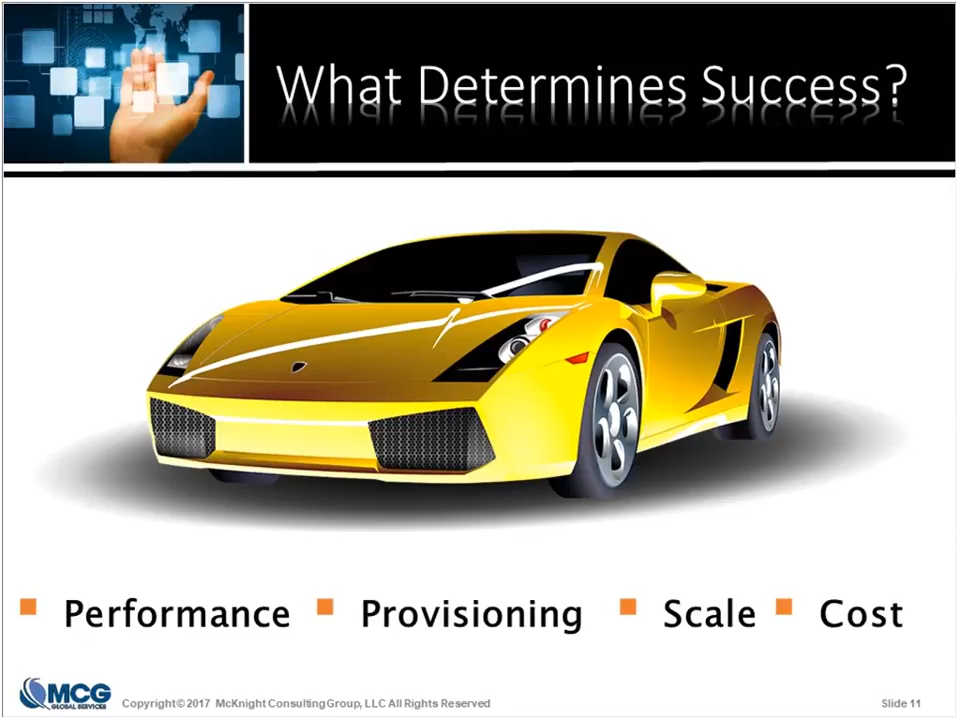 What Determines Success?
▪ Performance ▪ Provisioning ▪ Scale ▪ Cost
MCG
GLOBAL SERVICES
Copyright© 2017 McKnight Consulting Group, LLC All Rights Reserved
Slide 11